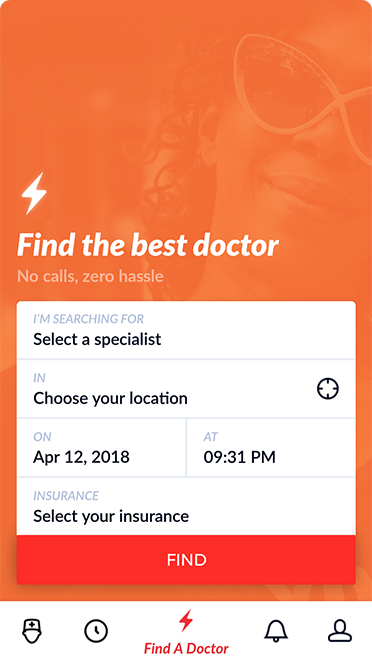 Find the best doctor
No calls, zero hassle
I'M SEARCHING FOR
Select a specialist
IN
Choose your location
ON
Apr 12, 2018
AT
09:31 PM
INSURANCE
Select your insurance
FIND
Find A Doctor